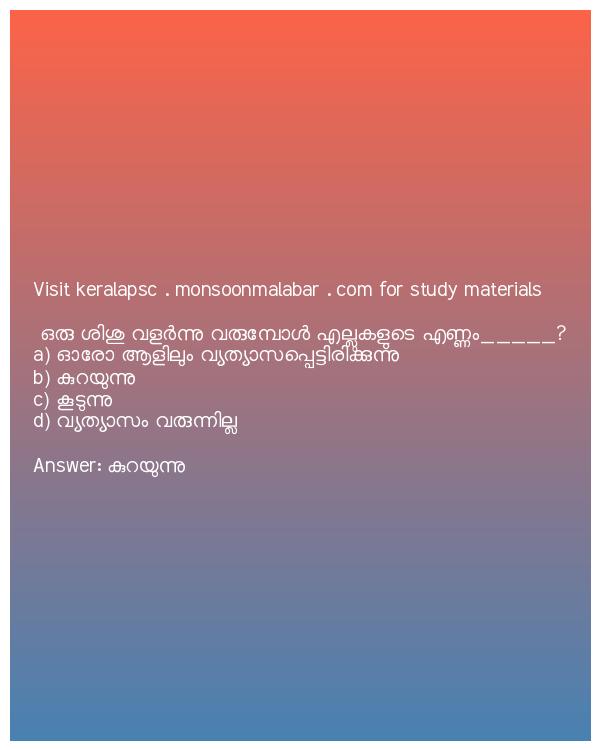 Visit keralapsc . monsoonmalabar . com for study materials
ഒരു ശിശു വളർന്നു വരുമ്പോൾ എല്ലുകളുടെ എണ്ണം_____?
a) ഓരോ ആളിലും വ്യത്യാസപ്പെട്ടിരിക്കുന്നു
b) കുറയുന്നു
c) കൂടുന്നു
d) വ്യത്യാസം വരുന്നില്ല
Answer: കുറയുന്നു